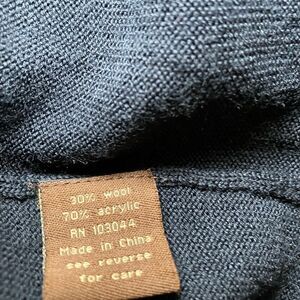 30% wool
70% acrylic
RN 103044
Made in China
see reverse
for care